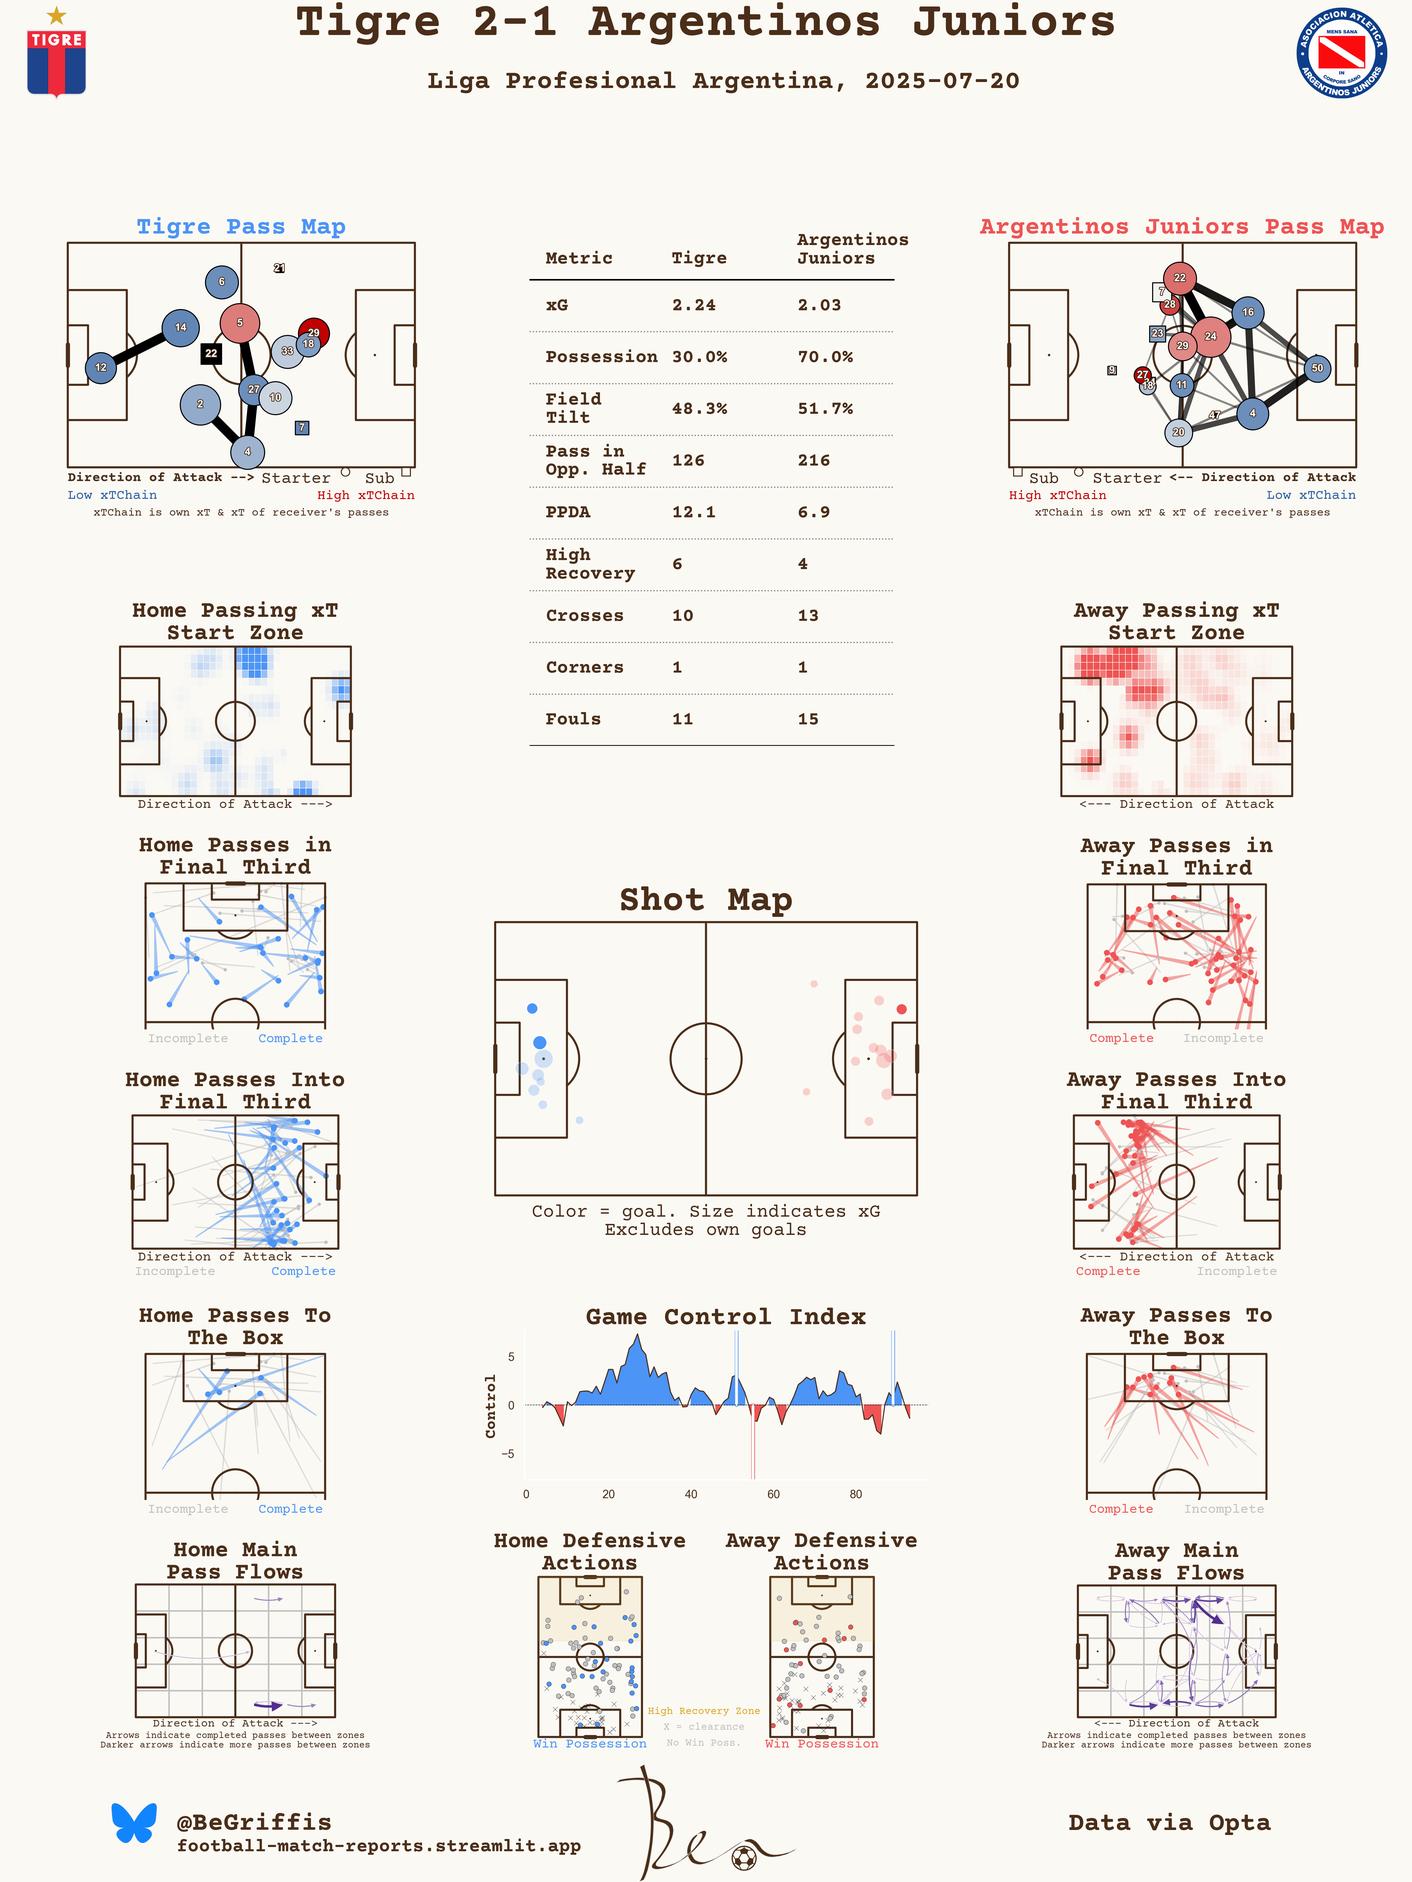 Tigre 2-1 Argentinos Juniors
Liga Profesional Argentina, 2025-07-20
TIGRE
ASOCIACION ATLETICA
MENS SANA
IN
CORPORE SANO
ARGENTINOS JUNIORS
Tigre Pass Map
21
6
14
5
29
18
33
22
12
27
10
2
7
4
Direction of Attack --> Starter Sub
Low xTChain High xTChain
xTChain is own xT & xT of receiver's passes
Metric Tigre Argentinos Juniors
xG 2.24 2.03
Possession 30.0% 70.0%
Field Tilt 48.3% 51.7%
Pass in Opp. Half 126 216
PPDA 12.1 6.9
High Recovery 6 4
Crosses 10 13
Corners 1 1
Fouls 11 15
Argentinos Juniors Pass Map
22
7
28
16
23
24
29
9
27
18
11
50
47
4
20
Sub Starter <-- Direction of Attack
High xTChain Low xTChain
xTChain is own xT & xT of receiver's passes
Home Passing xT
Start Zone
Direction of Attack --->
Away Passing xT
Start Zone
<--- Direction of Attack
Home Passes in
Final Third
Incomplete Complete
Shot Map
Color = goal. Size indicates xG
Excludes own goals
Away Passes in
Final Third
Complete Incomplete
Home Passes Into
Final Third
Direction of Attack --->
Incomplete Complete
Away Passes Into
Final Third
<--- Direction of Attack
Complete Incomplete
Home Passes To
The Box
Incomplete Complete
Game Control Index
Control
5
0
−5
0 20 40 60 80
Away Passes To
The Box
Complete Incomplete
Home Main
Pass Flows
Direction of Attack --->
Arrows indicate completed passes between zones
Darker arrows indicate more passes between zones
Home Defensive
Actions
Win Possession
Away Defensive
Actions
Win Possession
High Recovery Zone
X = clearance
No Win Poss.
Away Main
Pass Flows
<--- Direction of Attack
Arrows indicate completed passes between zones
Darker arrows indicate more passes between zones
@BeGriffis
football-match-reports.streamlit.app
Ben
Data via Opta